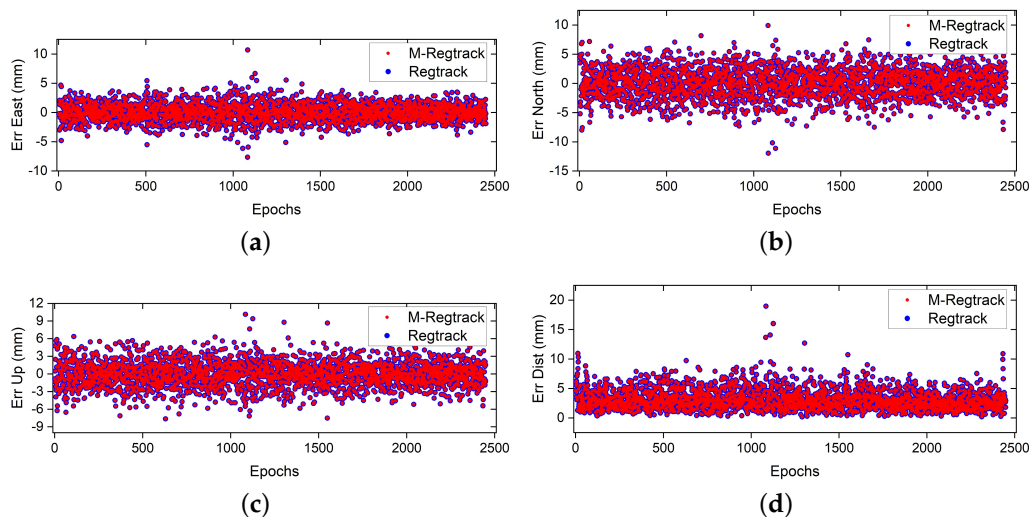 M-Regtrack
Regtrack
10
5
0
-5
-10
Err East (mm)
0 500 1000 1500 2000 2500
Epochs
(a)
M-Regtrack
Regtrack
10
5
0
-5
-10
-15
Err North (mm)
0 500 1000 1500 2000 2500
Epochs
(b)
M-Regtrack
Regtrack
12
9
6
3
0
-3
-6
-9
Err Up (mm)
0 500 1000 1500 2000 2500
Epochs
(c)
M-Regtrack
Regtrack
20
15
10
5
0
Err Dist (mm)
0 500 1000 1500 2000 2500
Epochs
(d)